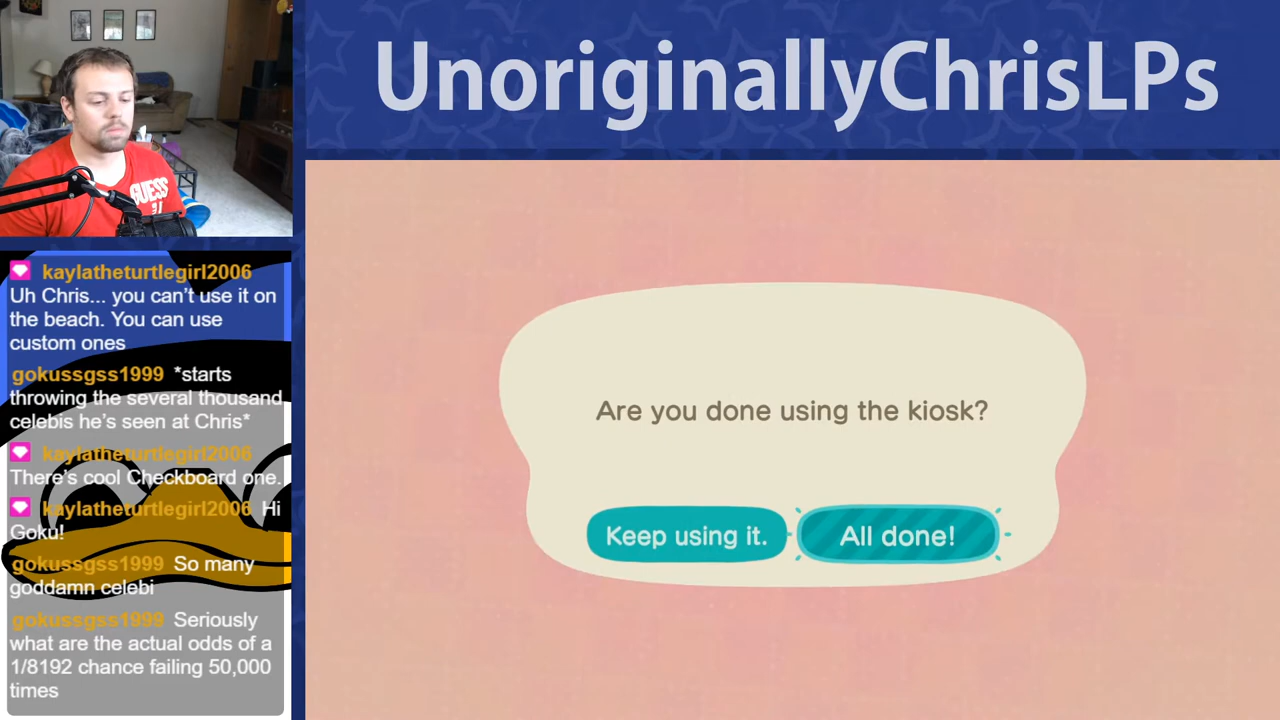 UnoriginallyChrisLPs
GUESS
kaylatheturtlegirl2006
Uh Chris... you can't use it on
the beach. You can use
custom ones
gokussgss1999 *starts
throwing the several thousand
celebis he's seen at Chris*
kaylatheturtlegirl2006
There's cool Checkboard one.
kaylatheturtlegirl2006 Hi
Goku!
gokussgss1999 So many
goddamn celebi
gokussgss1999 Seriously
what are the actual odds of a
1/8192 chance failing 50,000
times
Are you done using the kiosk?
Keep using it.
All done!